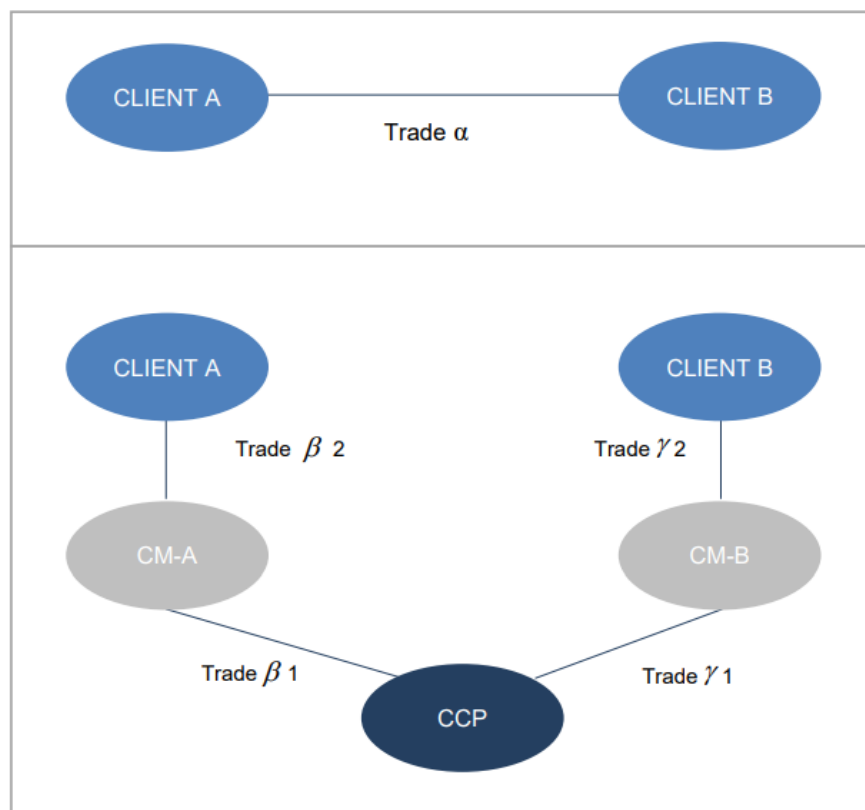 CLIENT A
CLIENT B
Trade α
CLIENT A
CLIENT B
Trade β 2
Trade γ 2
CM-A
CM-B
Trade β 1
Trade γ 1
CCP